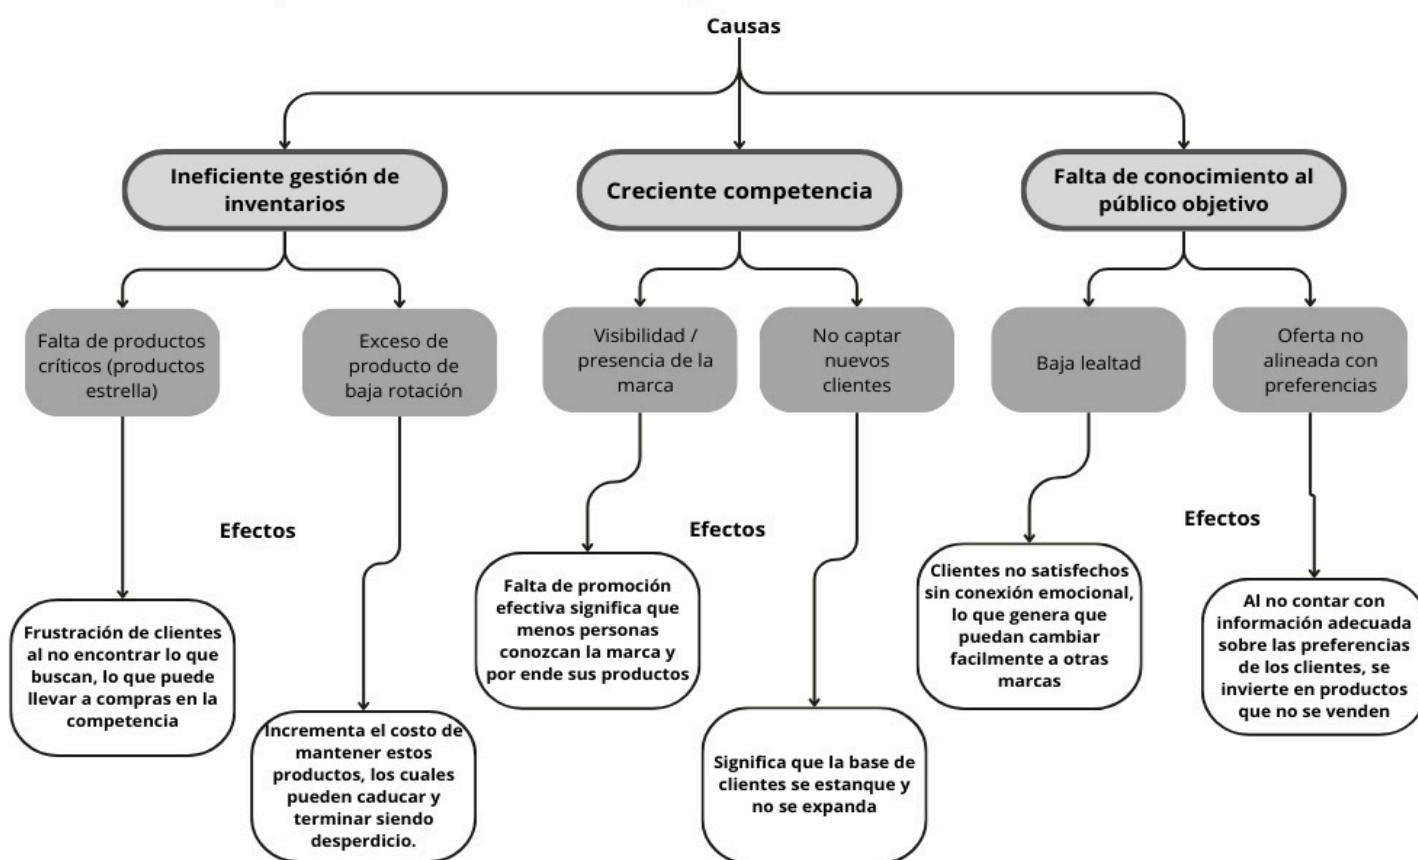 Causas
Ineficiente gestión de
inventarios
Creciente competencia
Falta de conocimiento al
público objetivo
Falta de productos
críticos (productos
estrella)
Exceso de
producto de
baja rotación
Visibilidad /
presencia de la
marca
No captar
nuevos
clientes
Baja lealtad
Oferta no
alineada con
preferencias
Efectos
Efectos
Efectos
Frustración de clientes
al no encontrar lo que
buscan, lo que puede
llevar a compras en la
competencia
Incrementa el costo de
mantener estos
productos, los cuales
pueden caducar y
terminar siendo
desperdicio.
Falta de promoción
efectiva significa que
menos personas
conozcan la marca y
por ende sus productos
Significa que la base de
clientes se estanque y
no se expanda
Clientes no satisfechos
sin conexión emocional,
lo que genera que
puedan cambiar
facilmente a otras
marcas
Al no contar con
información adecuada
sobre las preferencias
de los clientes, se
invierte en productos
que no se venden